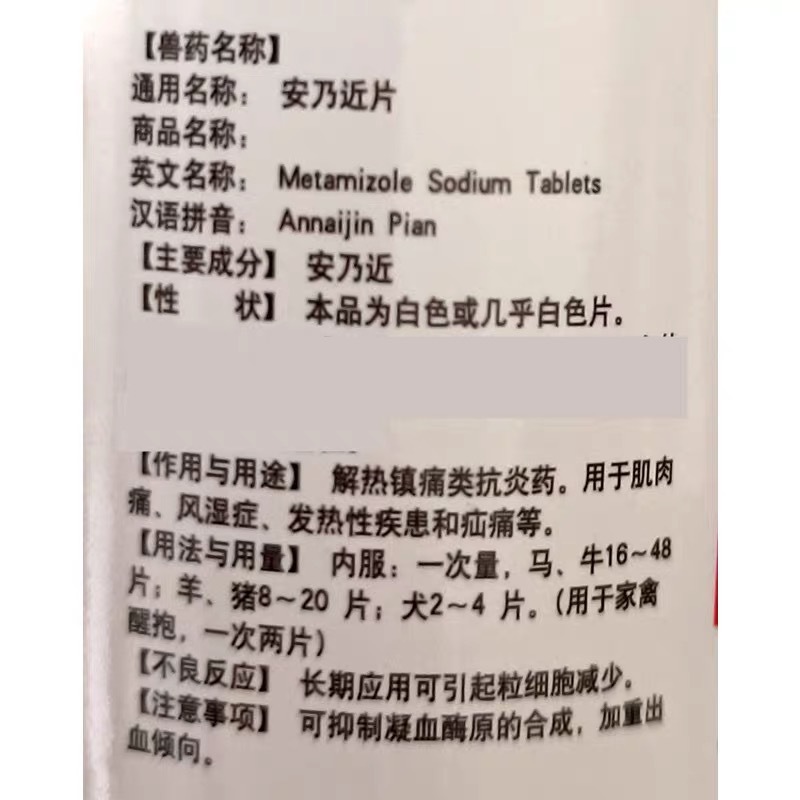 【兽药名称】
通用名称： 安乃近片
商品名称：
英文名称： Metamizole Sodium Tablets
汉语拼音： Annaijin Pian
【主要成分】 安乃近
【性 状】 本品为白色或几乎白色片。
【作用与用途】 解热镇痛类抗炎药。用于肌肉
痛、风湿症、发热性疾患和疝痛等。
【用法与用量】 内服：一次量，马、牛16～48
片；羊、猪8～20 片；犬2～4 片。（用于家禽
醒抱，一次两片）
【不良反应】 长期应用可引起粒细胞减少。
【注意事项】 可抑制凝血酶原的合成，加重出
血倾向。